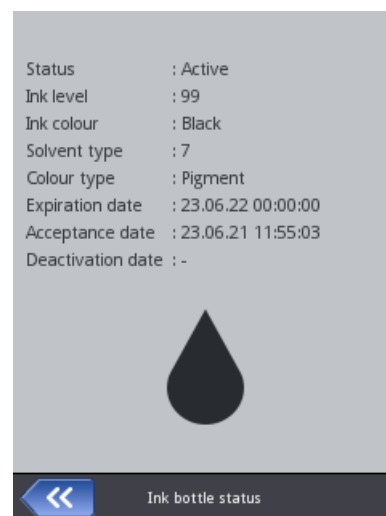 Status : Active
Ink level : 99
Ink colour : Black
Solvent type : 7
Colour type : Pigment
Expiration date : 23.06.22 00:00:00
Acceptance date : 23.06.21 11:55:03
Deactivation date : -
Ink bottle status